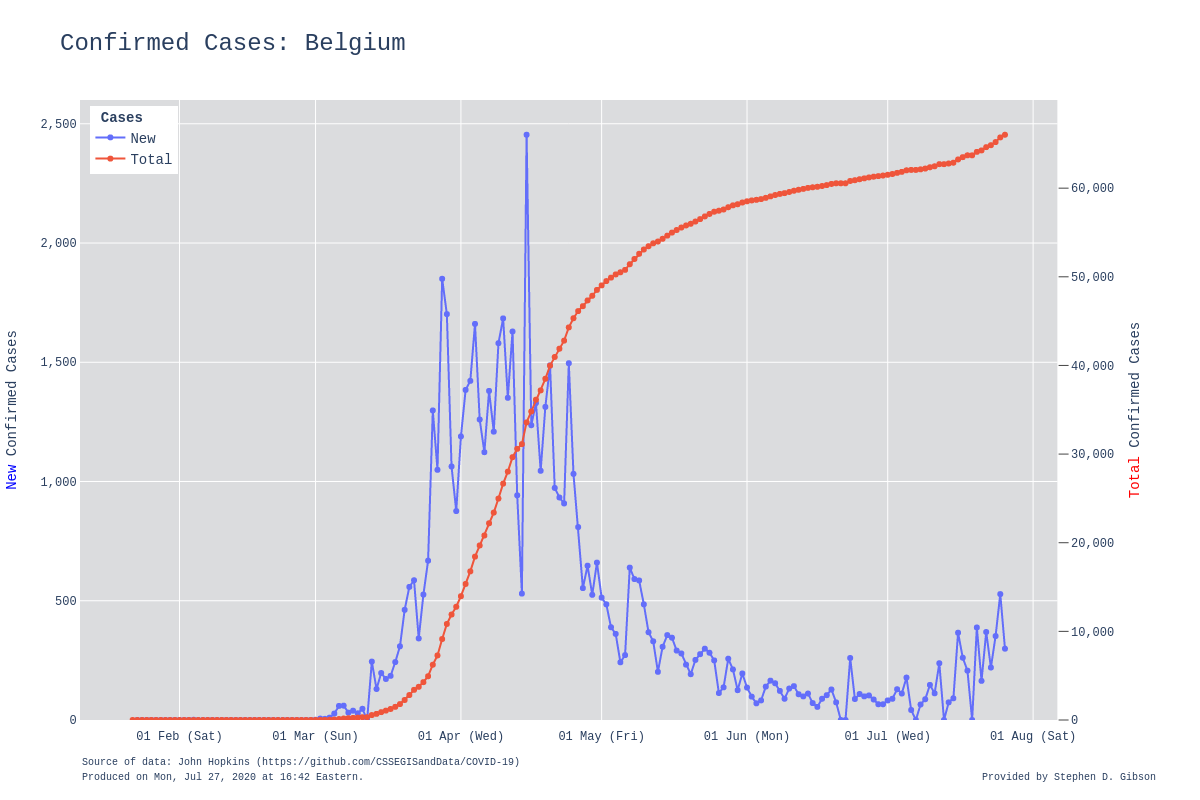 Confirmed Cases: Belgium
Cases
New
Total
2,500
2,000
1,500
1,000
500
0
60,000
50,000
40,000
30,000
20,000
10,000
0
New Confirmed Cases
Total Confirmed Cases
01 Feb (Sat) 01 Mar (Sun) 01 Apr (Wed) 01 May (Fri) 01 Jun (Mon) 01 Jul (Wed) 01 Aug (Sat)
Source of data: John Hopkins (https://github.com/CSSEGISandData/COVID-19)
Produced on Mon, Jul 27, 2020 at 16:42 Eastern.
Provided by Stephen D. Gibson